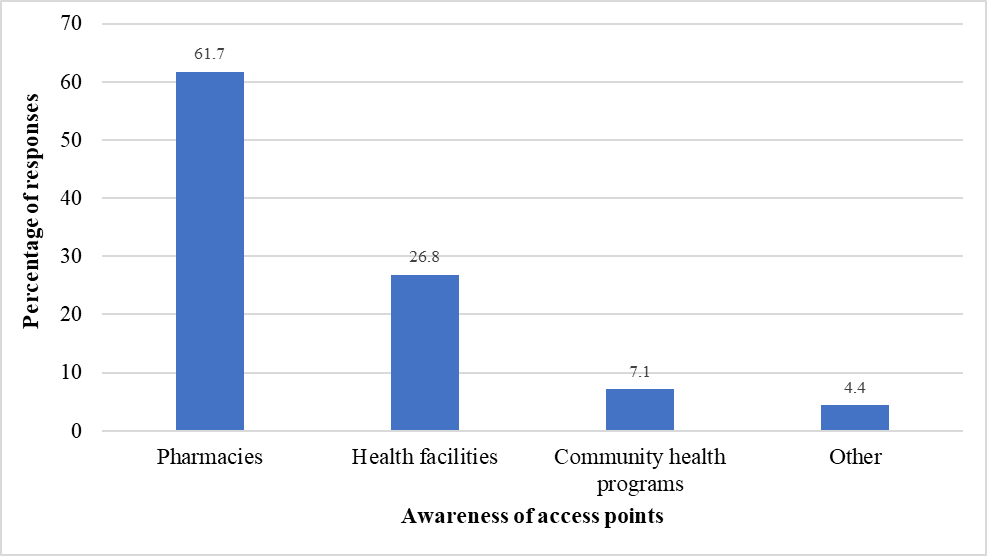 70
60
50
40
30
20
10
0
Percentage of responses
61.7
26.8
7.1
4.4
Pharmacies
Health facilities
Community health
programs
Other
Awareness of access points